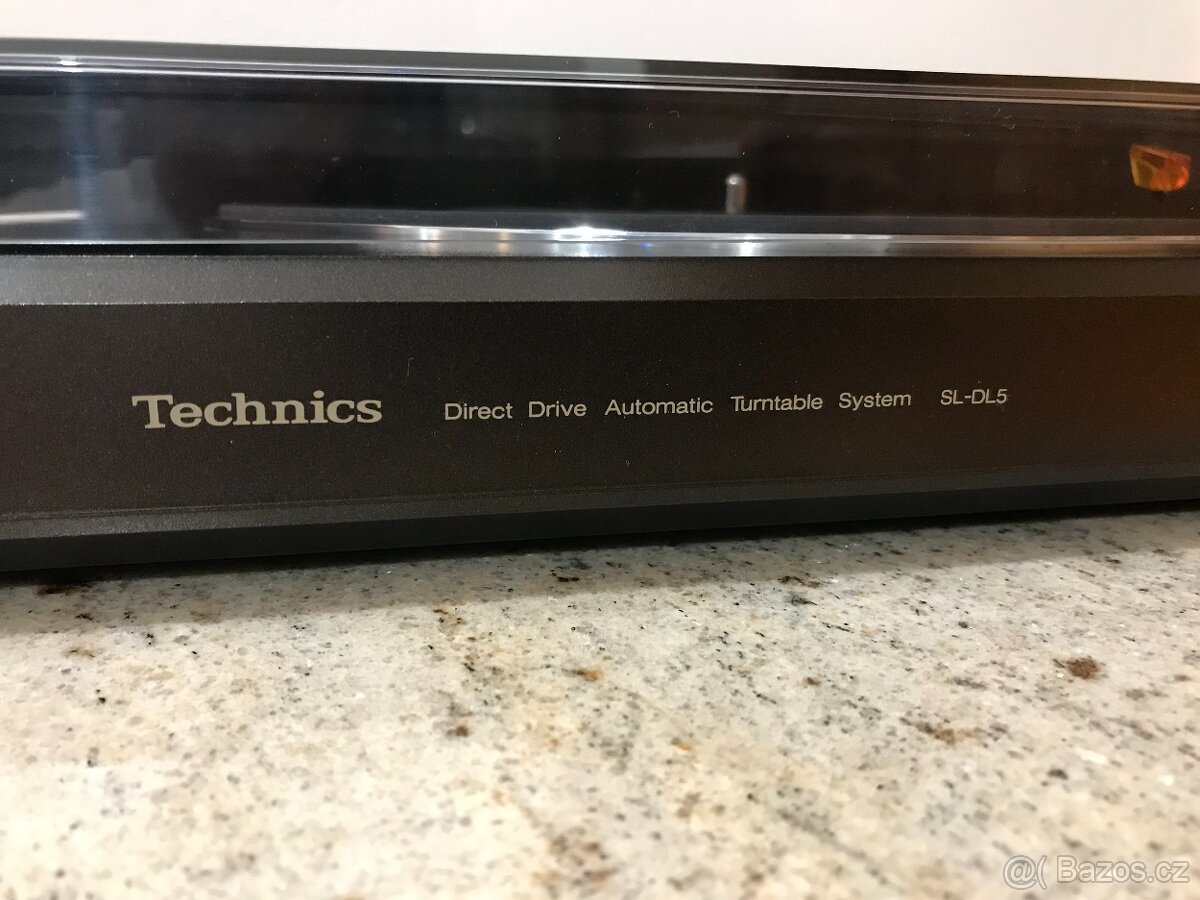 Technics Direct Drive Automatic Turntable System SL-DL5
@( Bazos.cz